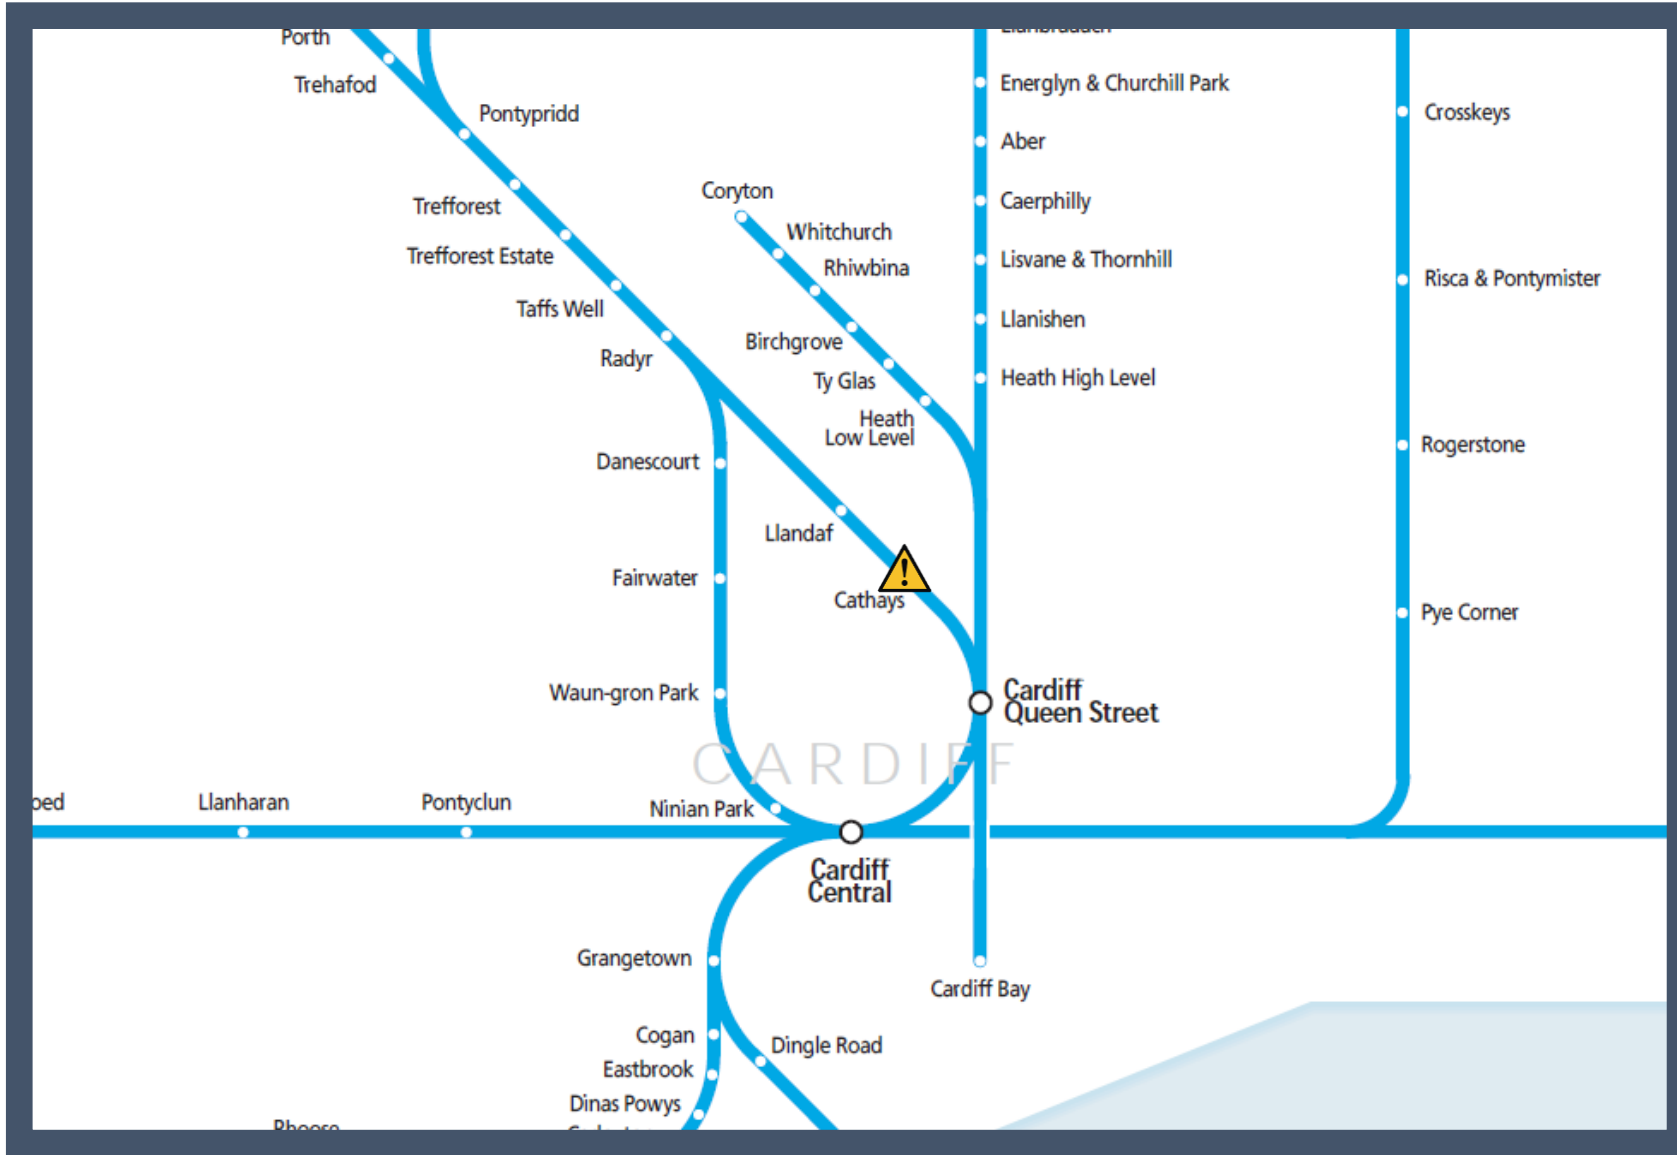 Porth
Trehafod
Pontypridd
Trefforest
Trefforest Estate
Taffs Well
Radyr
Coryton
Whitchurch
Rhiwbina
Birchgrove
Ty Glas
Heath
Low Level
Energlyn & Churchill Park
Aber
Caerphilly
Lisvane & Thornhill
Llanishen
Heath High Level
Crosskeys
Risca & Pontymister
Rogerstone
Pye Corner
Danescourt
Fairwater
Waun-gron Park
Ninian Park
Llandaf
Cathays
Cardiff
Queen Street
CARDIFF
Llanharan
Pontyclun
Cardiff
Central
Grangetown
Cogan
Eastbrook
Dinas Powys
Dingle Road
Cardiff Bay
Rhoose